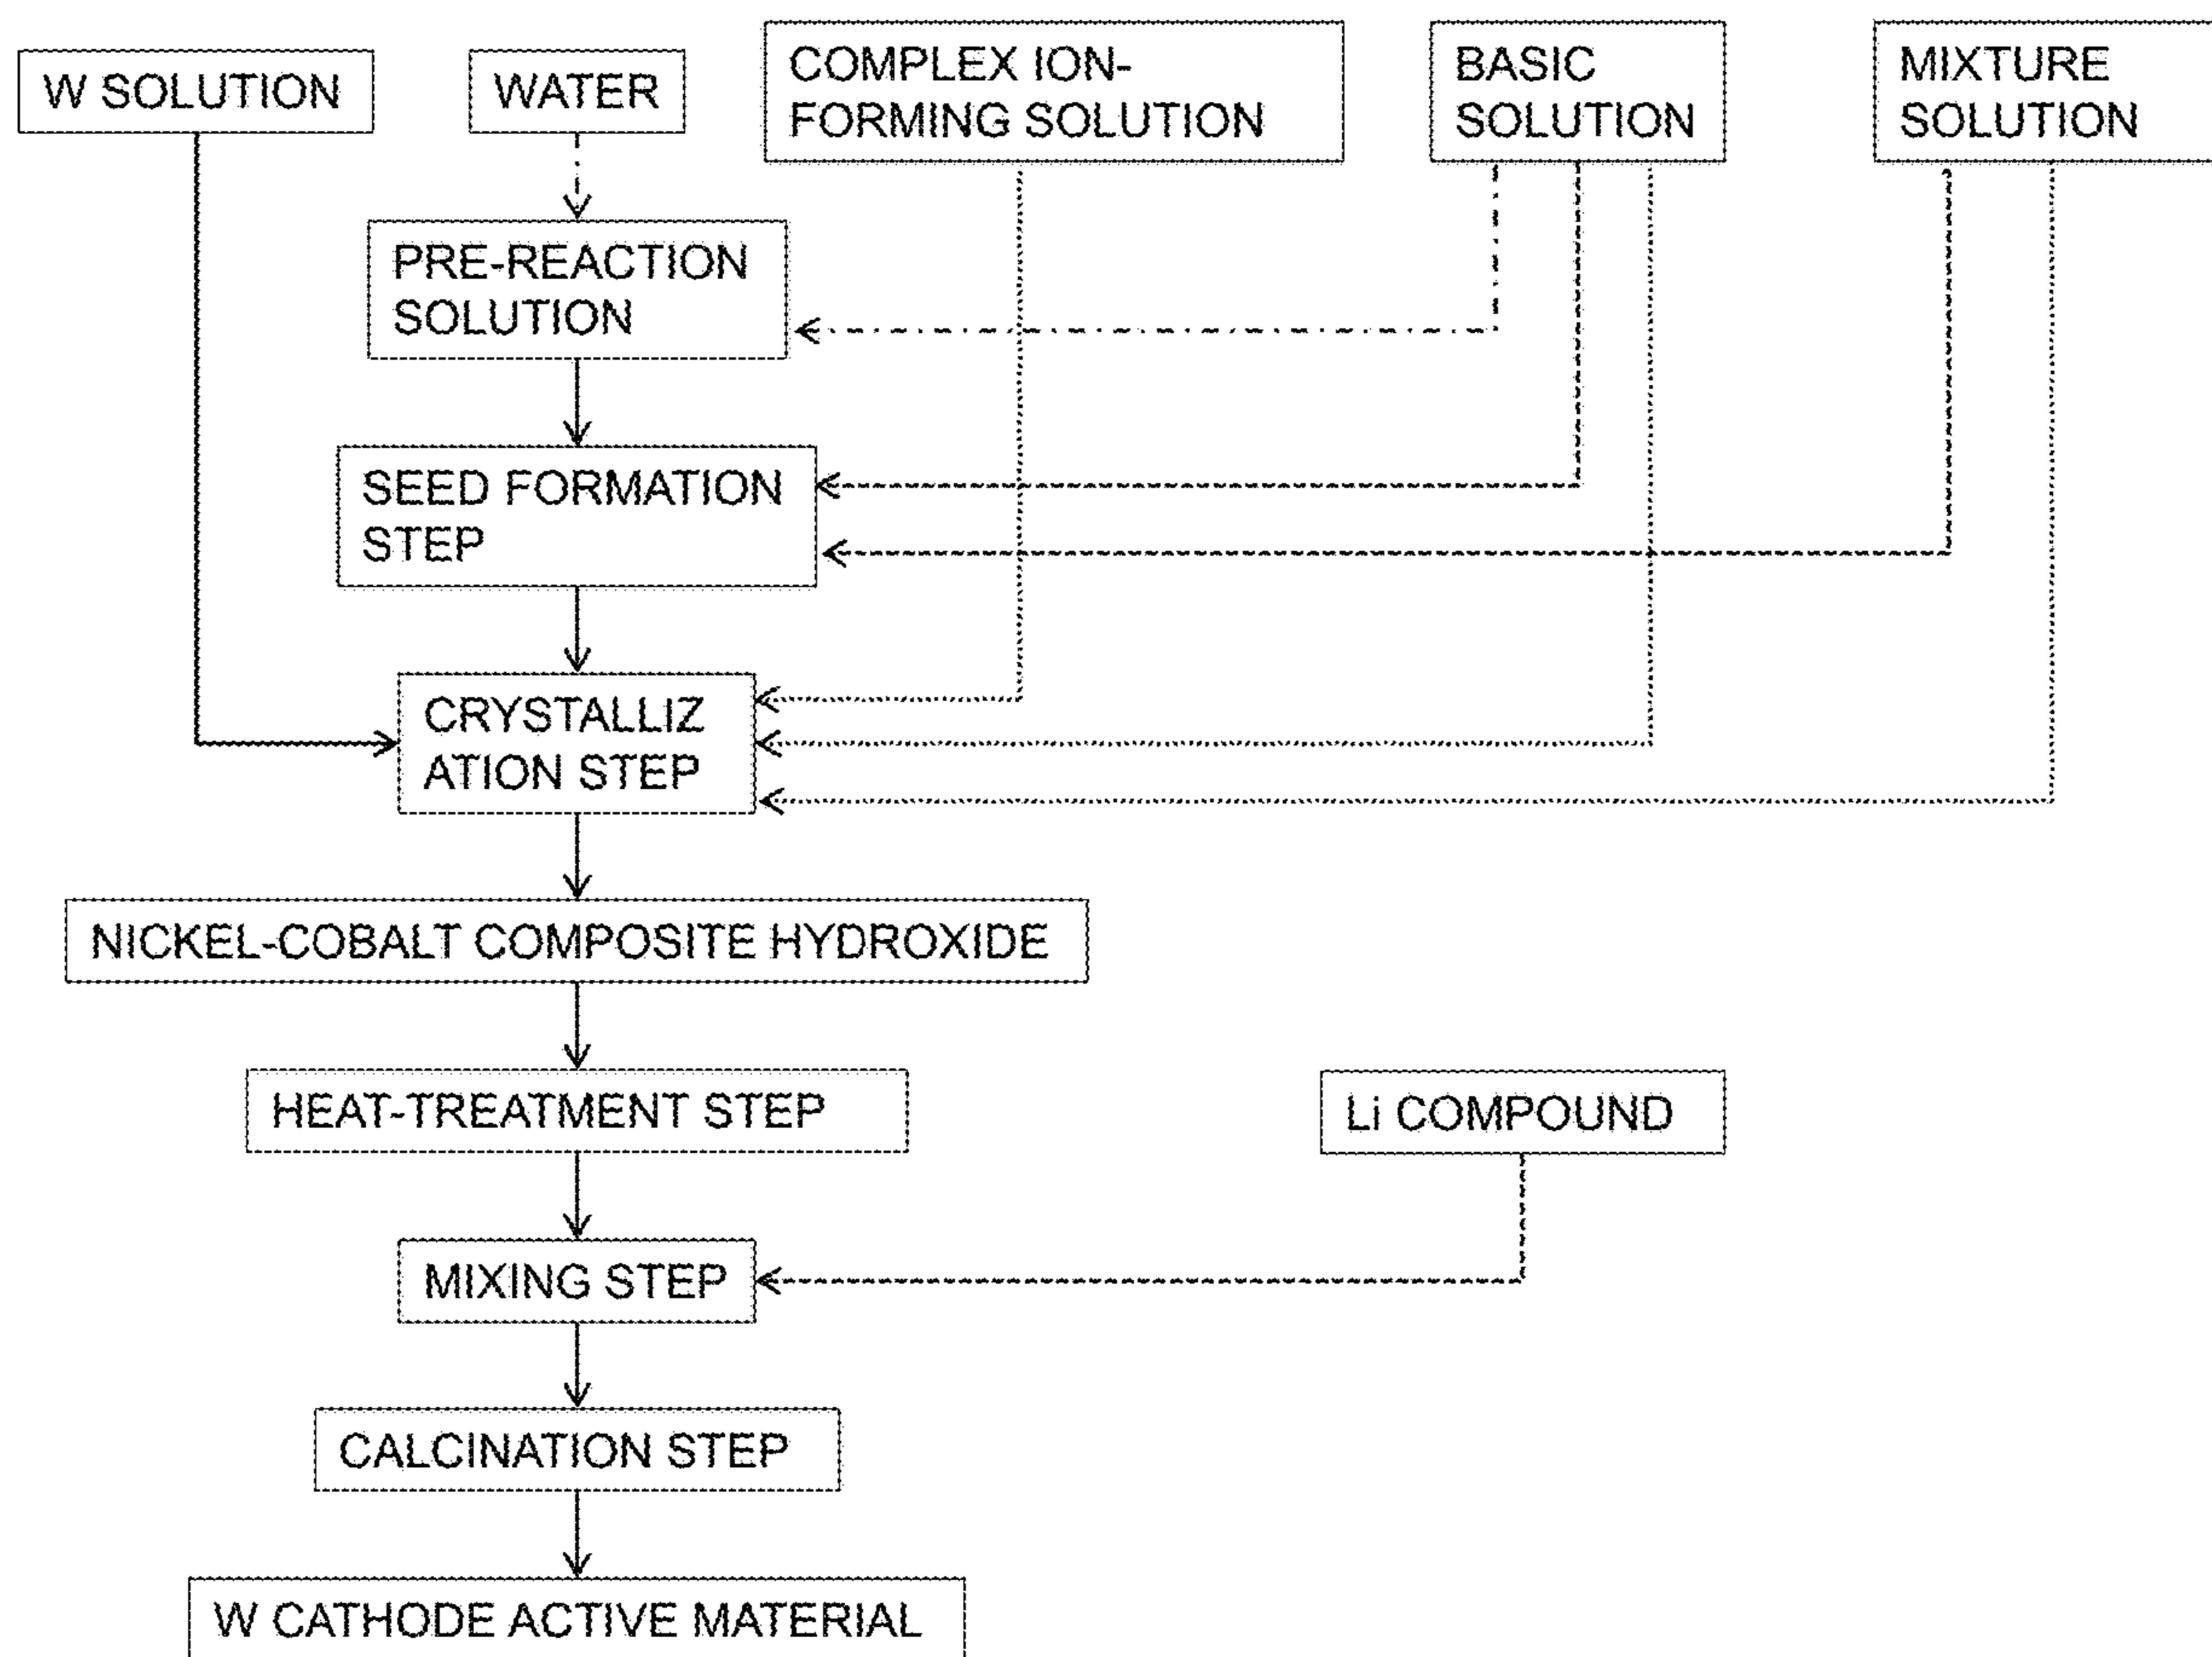 W SOLUTION
WATER
COMPLEX ION-
FORMING SOLUTION
BASIC
SOLUTION
MIXTURE
SOLUTION
PRE-REACTION
SOLUTION
SEED FORMATION
STEP
CRYSTALLIZ
ATION STEP
NICKEL-COBALT COMPOSITE HYDROXIDE
HEAT-TREATMENT STEP
Li COMPOUND
MIXING STEP
CALCINATION STEP
W CATHODE ACTIVE MATERIAL